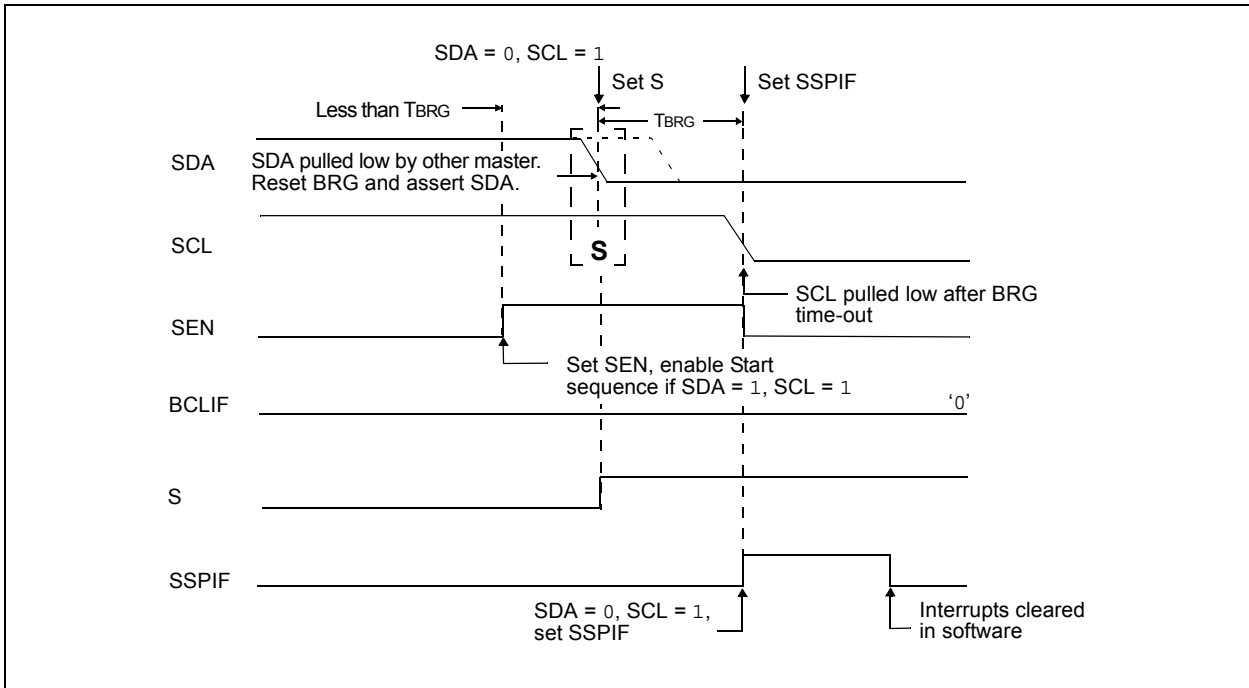 SDA = 0, SCL = 1
Set S
Set SSPIF
Less than TBRG
TBRG
SDA
SDA pulled low by other master.
Reset BRG and assert SDA.
SCL
S
SCL pulled low after BRG
time-out
SEN
Set SEN, enable Start
sequence if SDA = 1, SCL = 1
BCLIF
‘0’
S
SSPIF
SDA = 0, SCL = 1,
set SSPIF
Interrupts cleared
in software